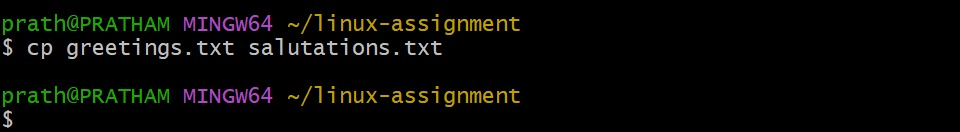 prath@PRATHAM MINGW64 ~/linux-assignment
$ cp greetings.txt salutations.txt
prath@PRATHAM MINGW64 ~/linux-assignment
$